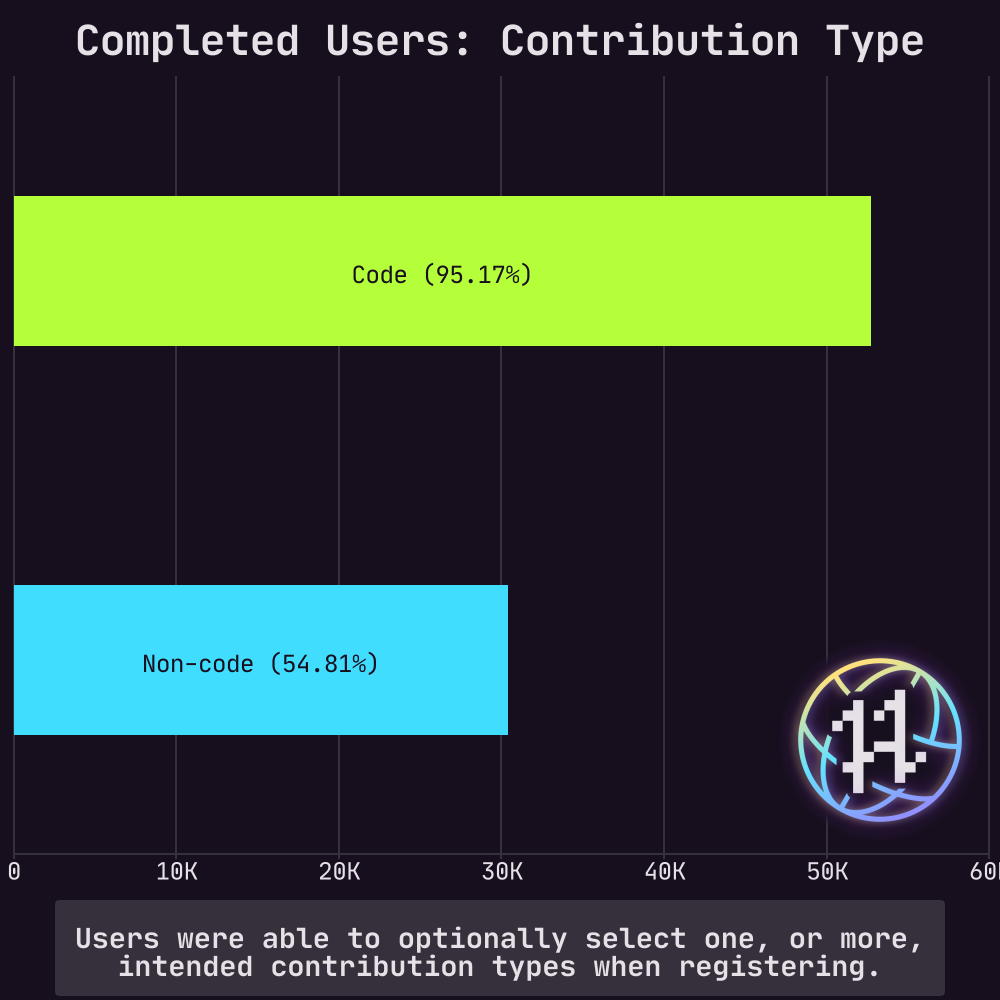 Completed Users: Contribution Type
Code (95.17%)
Non-code (54.81%)
0 10K 20K 30K 40K 50K 60
Users were able to optionally select one, or more,
intended contribution types when registering.